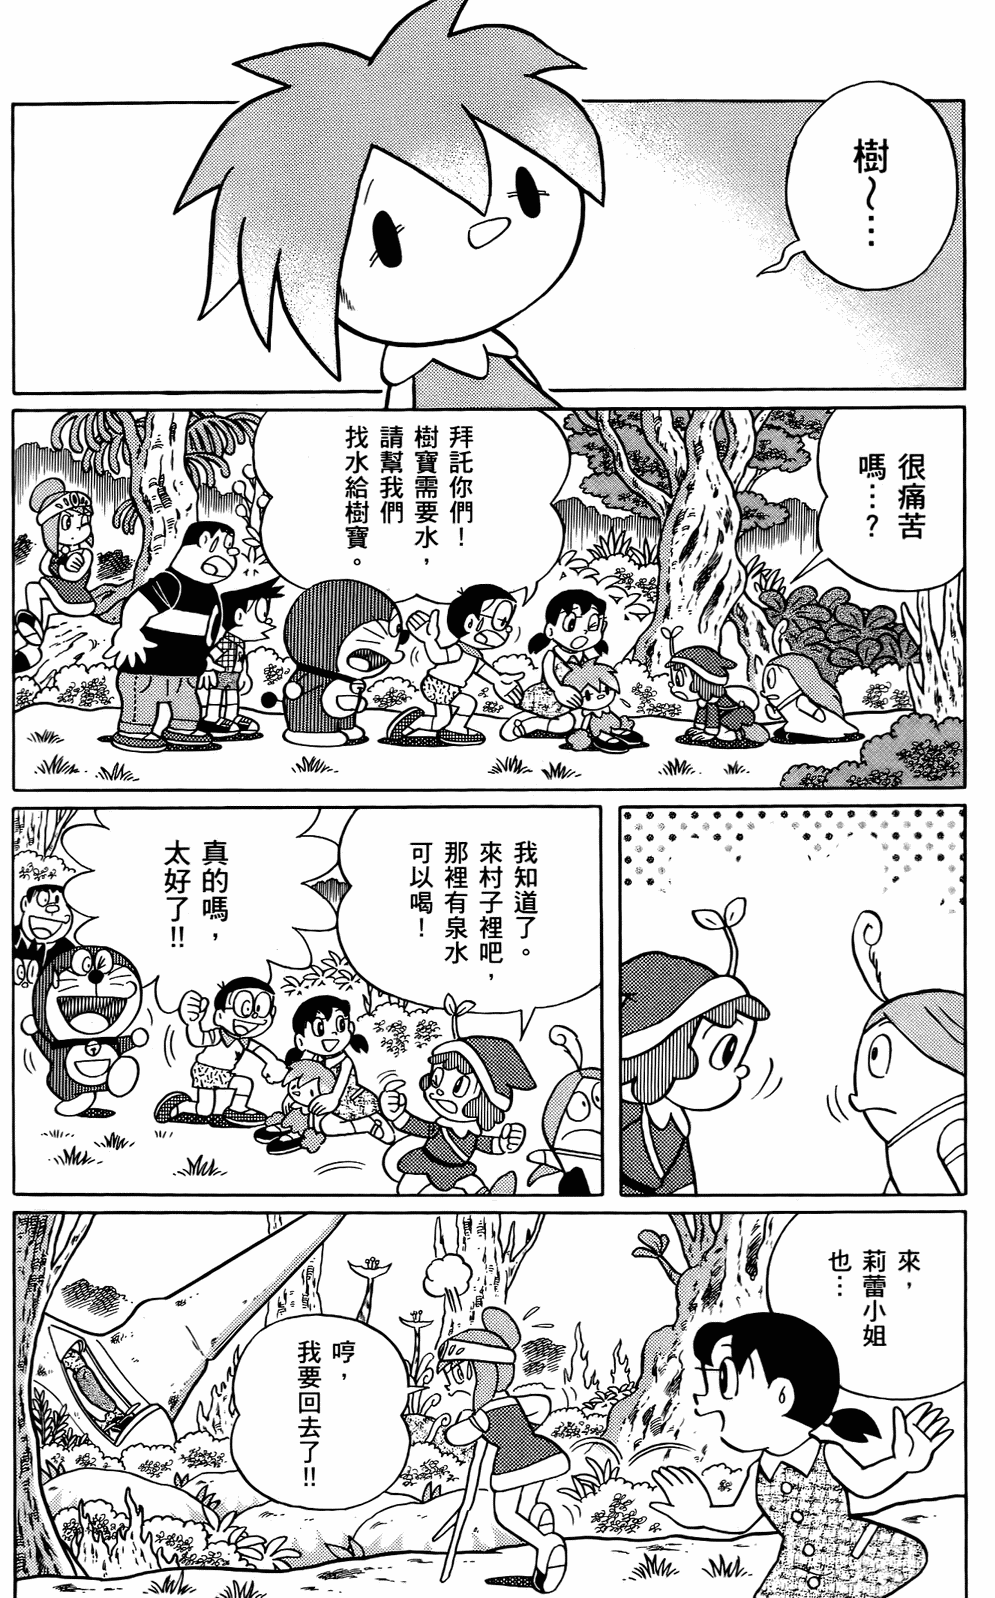 樹～…
很痛苦
嗎…？
拜託你們！
樹寶需要水，
請幫我們
找水給樹寶。
我知道了。
來村子裡吧，
那裡有泉水
可以喝！
真的嗎，
太好了!!
來，
莉蕾小姐
也…
哼，
我要回去了!!